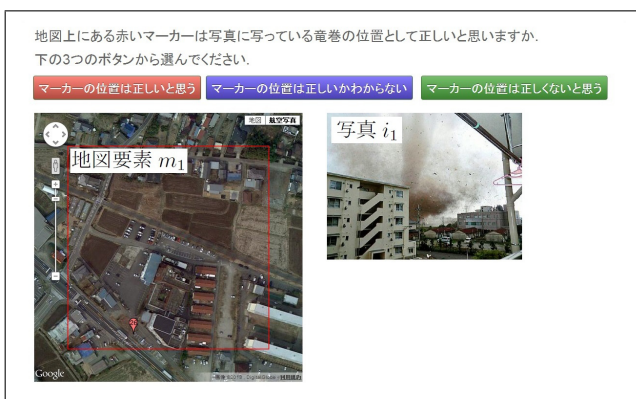 地図上にある赤いマーカーは写真に写っている竜巻の位置として正しいと思いますか.
下の3つのボタンから選んでください.
マーカーの位置は正しいと思う
マーカーの位置は正しいかわからない
マーカーの位置は正しくないと思う
地図 航空写真
地図要素 m₁
写真 i₁
Google
利用規約